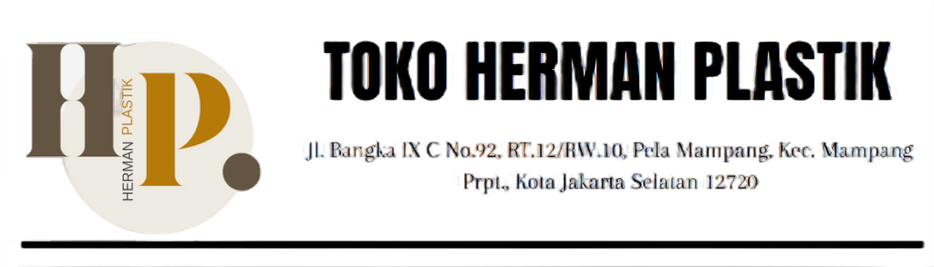 HP.
HERMAN PLASTIK
TOKO HERMAN PLASTIK
Jl. Bangka IX C No.92, RT.12/RW.10, Pela Mampang, Kec. Mampang
Prpt., Kota Jakarta Selatan 12720